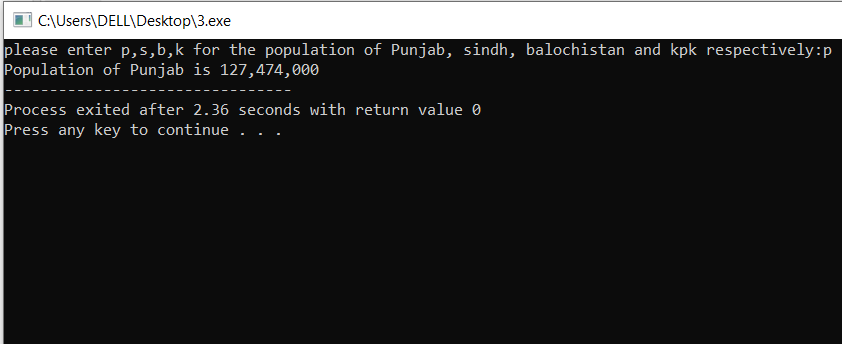 C:\Users\DELL\Desktop\3.exe
please enter p,s,b,k for the population of Punjab, sindh, balochistan and kpk respectively:p
Population of Punjab is 127,474,000
--------------------------------
Process exited after 2.36 seconds with return value 0
Press any key to continue . . .